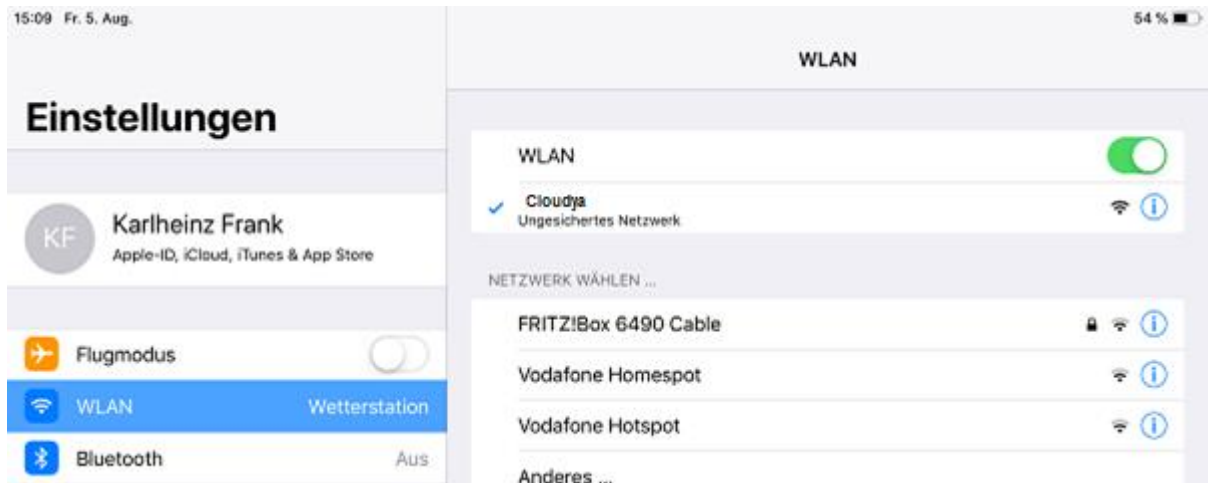 15:09 Fr. 5. Aug.
54 %
Einstellungen
KF
Karlheinz Frank
Apple-ID, iCloud, iTunes & App Store
Flugmodus
WLAN Wetterstation
Bluetooth Aus
WLAN
WLAN
Cloudya
Ungesichertes Netzwerk
NETZWERK WÄHLEN ...
FRITZ!Box 6490 Cable
Vodafone Homespot
Vodafone Hotspot
Anderes ...